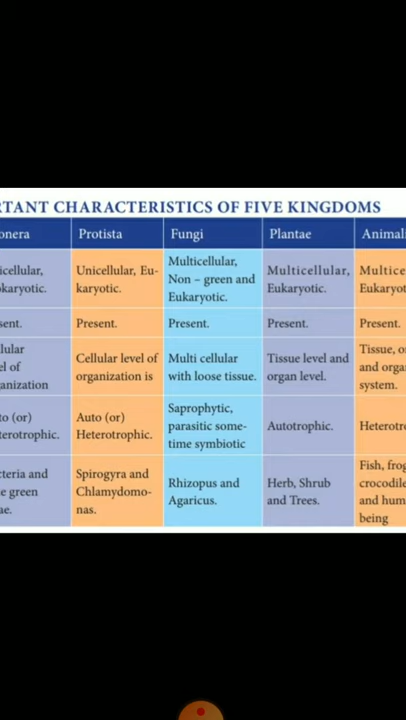 RTANT CHARACTERISTICS OF FIVE KINGDOMS
onera Protista Fungi Plantae Animali
icellular, Unicellular, Eu- Multicellular, Multicellular, Multice
karyotic. karyotic. Non – green and Eukaryotic. Eukaryot
Eukaryotic.
sent. Present. Present. Present. Present.
lular Cellular level of Multi cellular Tissue level and Tissue, o
el of organization is with loose tissue. organ level. and orga
anization system.
to (or) Auto (or) Saprophytic, Autotrophic. Heterotr
terotrophic. Heterotrophic. parasitic some-
time symbiotic
cteria and Spirogyra and Rhizopus and Herb, Shrub Fish, frog
e green Chlamydomo- Agaricus. and Trees. crocodile
ae. nas. and hum
being